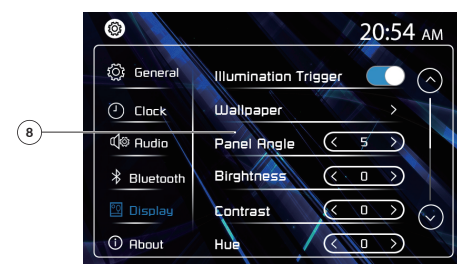 20:54 AM
General
Illumination Trigger
Clock
Wallpaper
8
Audio
Panel Angle
5
Bluetooth
Birghtness
0
Display
Contrast
0
About
Hue
0